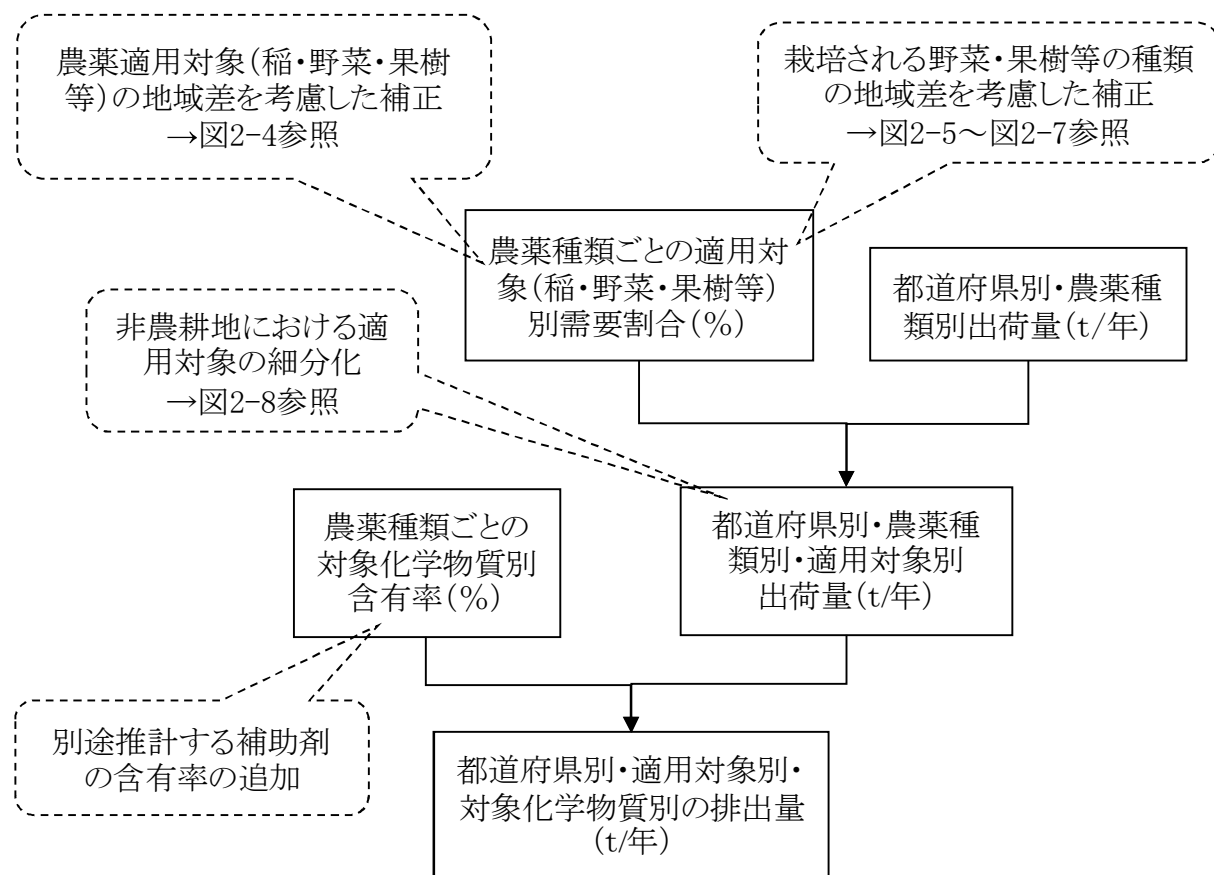 農薬適用対象(稲・野菜・果樹
等)の地域差を考慮した補正
→図2-4参照
栽培される野菜・果樹等の種類
の地域差を考慮した補正
→図2-5～図2-7参照
農薬種類ごとの適用対
象(稲・野菜・果樹等)
別需要割合(%)
都道府県別・農薬種
類別出荷量(t/年)
非農耕地における適
用対象の細分化
→図2-8参照
農薬種類ごとの
対象化学物質別
含有率(%)
都道府県別・農薬種
類別・適用対象別
出荷量(t/年)
別途推計する補助剤
の含有率の追加
都道府県別・適用対象別・
対象化学物質別の排出量
(t/年)